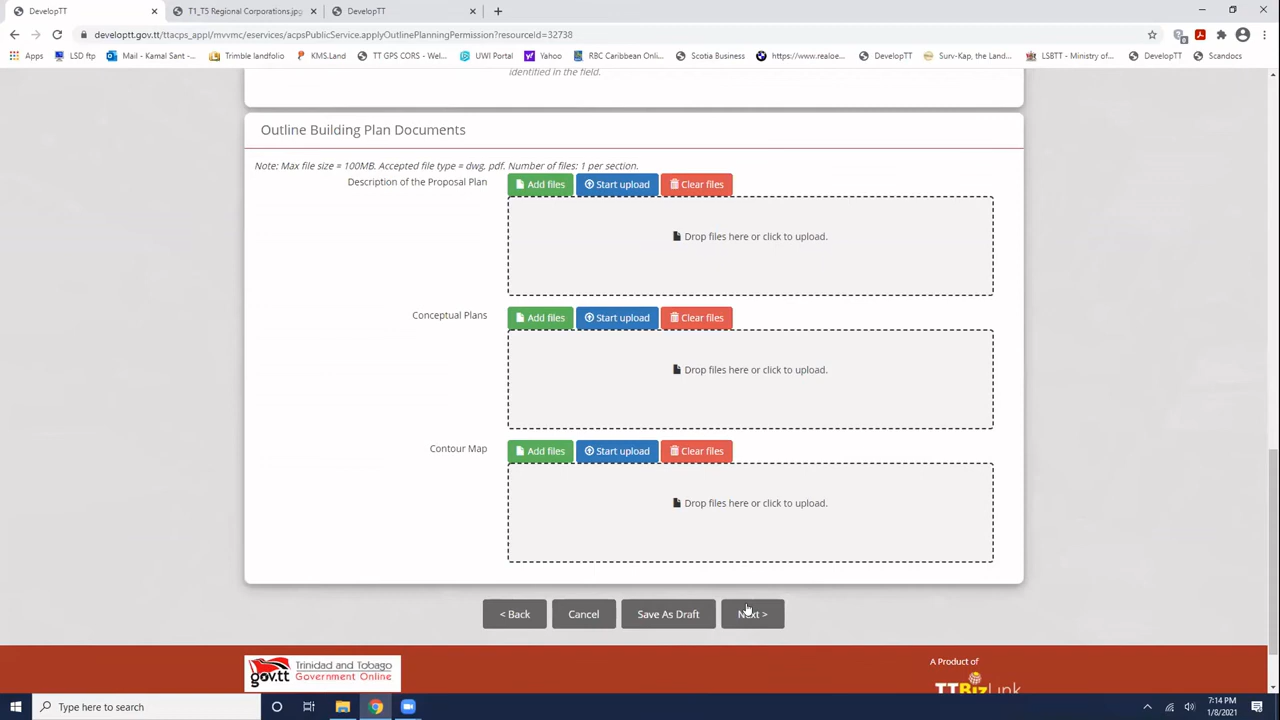 DevelopTT
T1_T5 Regional Corporations.jpg
DevelopTT
developtt.gov.tt/ttacps_appl/mvvmc/eservices/acpsPublicService.applyOutlinePlanningPermission?resourceId=32738
Apps
LSD ftp
Mail - Kamal Sant -...
Trimble landfolio
KMS.Land
TT GPS CORS - Wel...
UWI Portal
Yahoo
RBC Caribbean Onli...
Scotia Business
https://www.realoe...
DevelopTT
Surv-Kap, the Land...
LSBTT - Ministry of...
DevelopTT
Scandocs
identified in the field.
Outline Building Plan Documents
Note: Max file size = 100MB. Accepted file type = dwg, pdf. Number of files: 1 per section.
Description of the Proposal Plan
Add files
Start upload
Clear files
Drop files here or click to upload.
Conceptual Plans
Add files
Start upload
Clear files
Drop files here or click to upload.
Contour Map
Add files
Start upload
Clear files
Drop files here or click to upload.
< Back
Cancel
Save As Draft
Next >
gov.tt
Trinidad and Tobago
Government Online
A Product of
TTBizLink
Type here to search
7:14 PM
1/8/2021